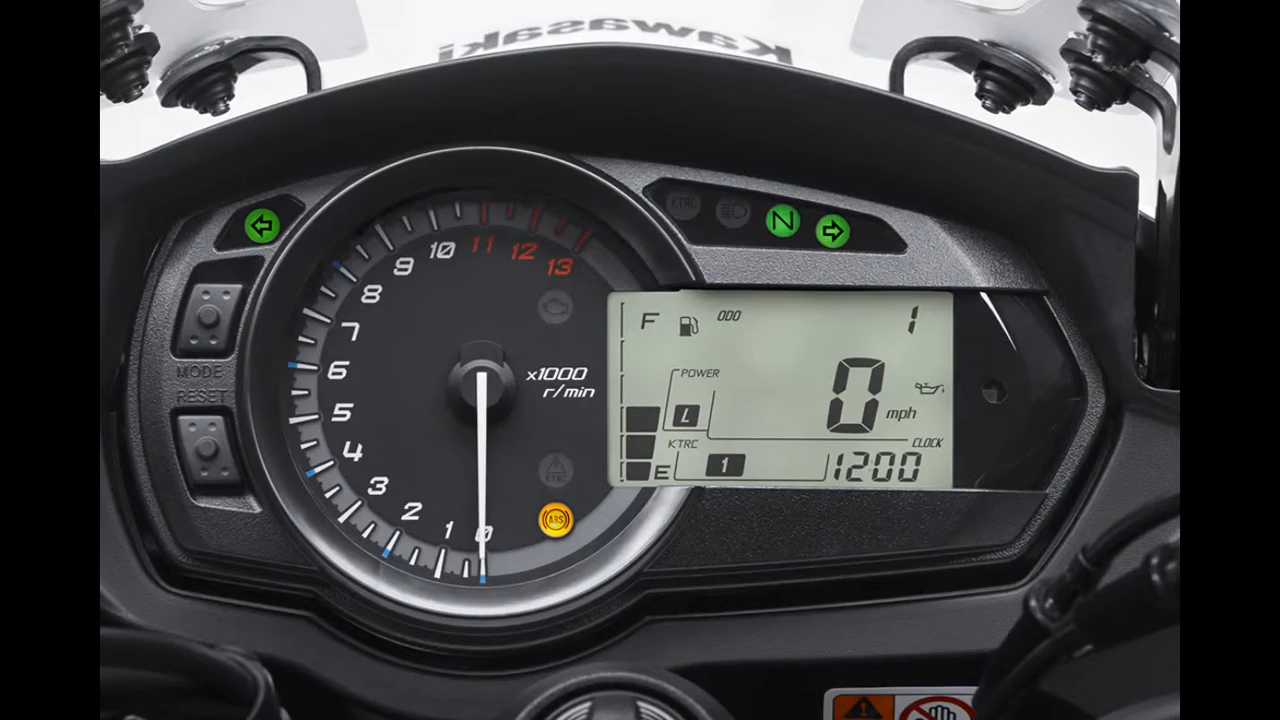 Kawasaki
KTRC
N
10 11 12 13
9
8
7
6
5
4
3
2
1
0
x1000
r/min
MODE
RESET
KTRC
ABS
F
ODO 1
POWER
L
0 mph
KTRC
1
CLOCK
1200
E